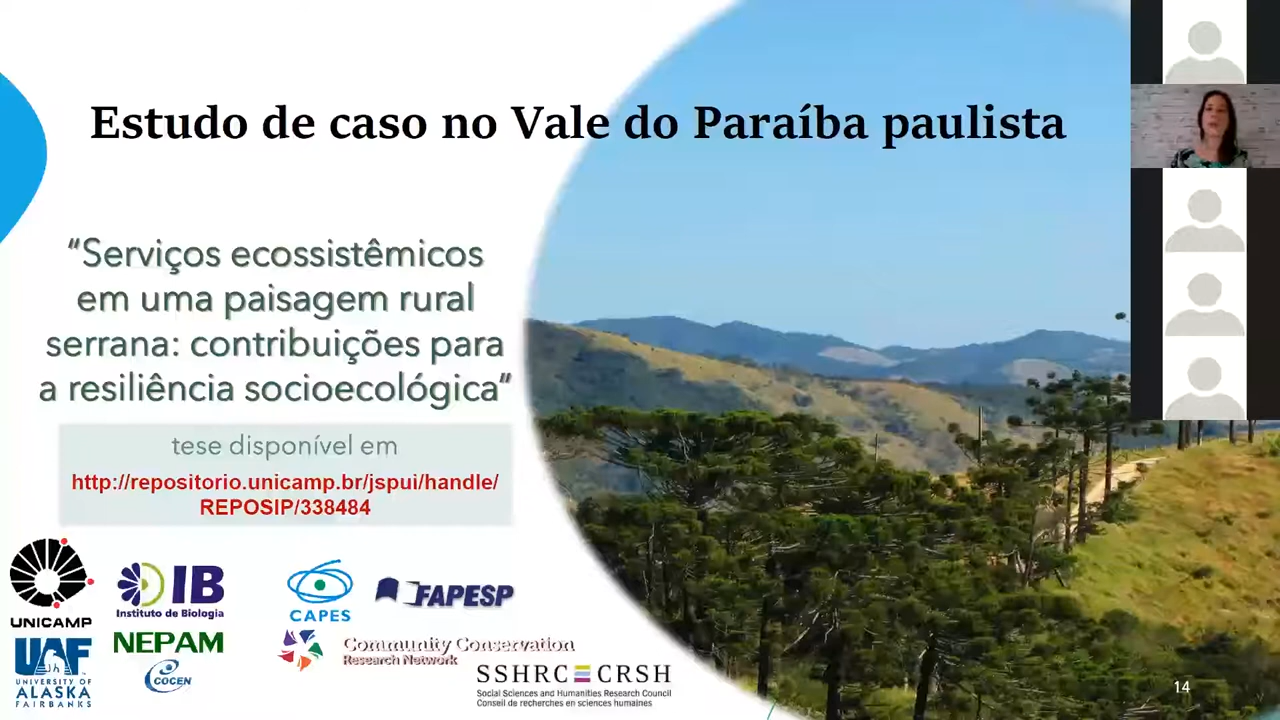 Estudo de caso no Vale do Paraíba paulista
“Serviços ecossistêmicos
em uma paisagem rural
serrana: contribuições para
a resiliência socioecológica”
tese disponível em
http://repositorio.unicamp.br/jspui/handle/
REPOSIP/338484
UNICAMP
IB
Instituto de Biologia
CAPES
FAPESP
UAF
UNIVERSITY OF
ALASKA
FAIRBANKS
NEPAM
COCEN
Community Conservation
Research Network
SSHRC CRSH
Social Sciences and Humanities Research Council
Conseil de recherches en sciences humaines
14